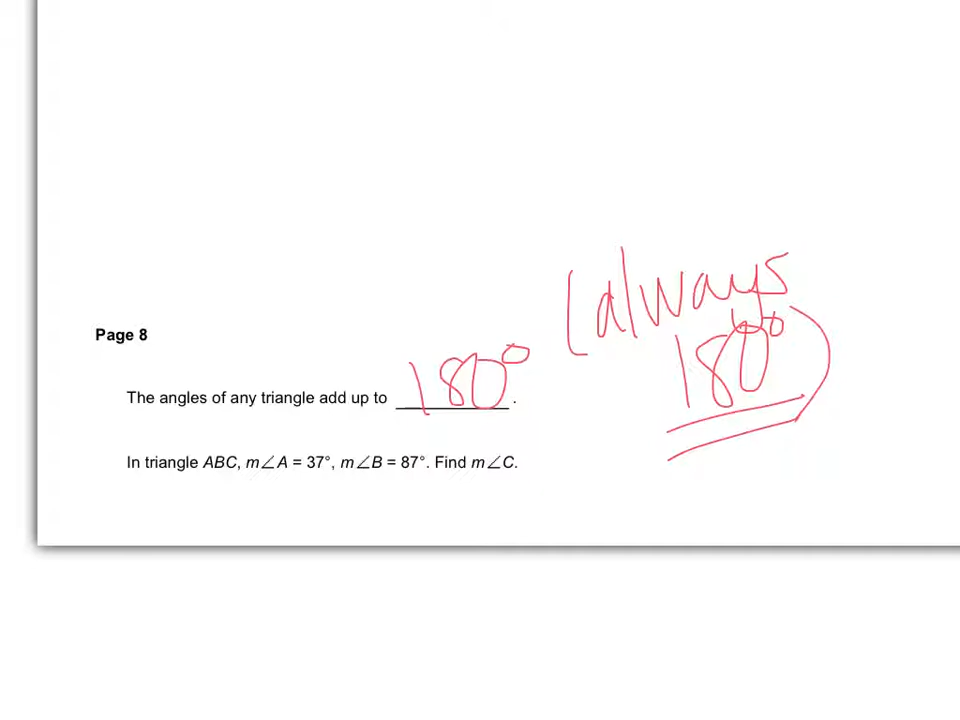 (always
180°)
Page 8
The angles of any triangle add up to 180°.
In triangle ABC, m∠A = 37°, m∠B = 87°. Find m∠C.